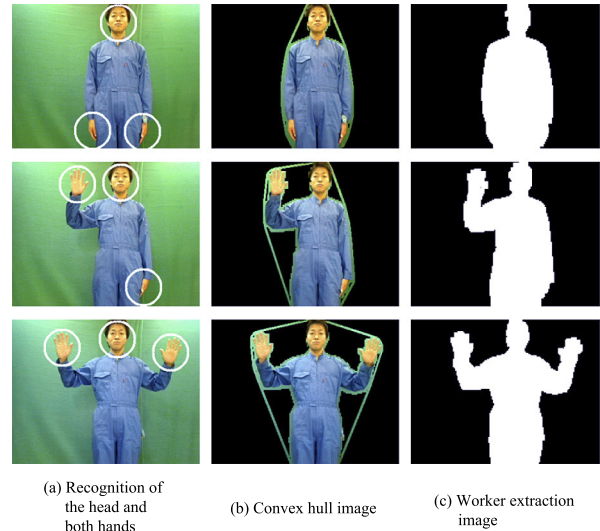 (a) Recognition of
the head and
both hands
(b) Convex hull image
(c) Worker extraction
image